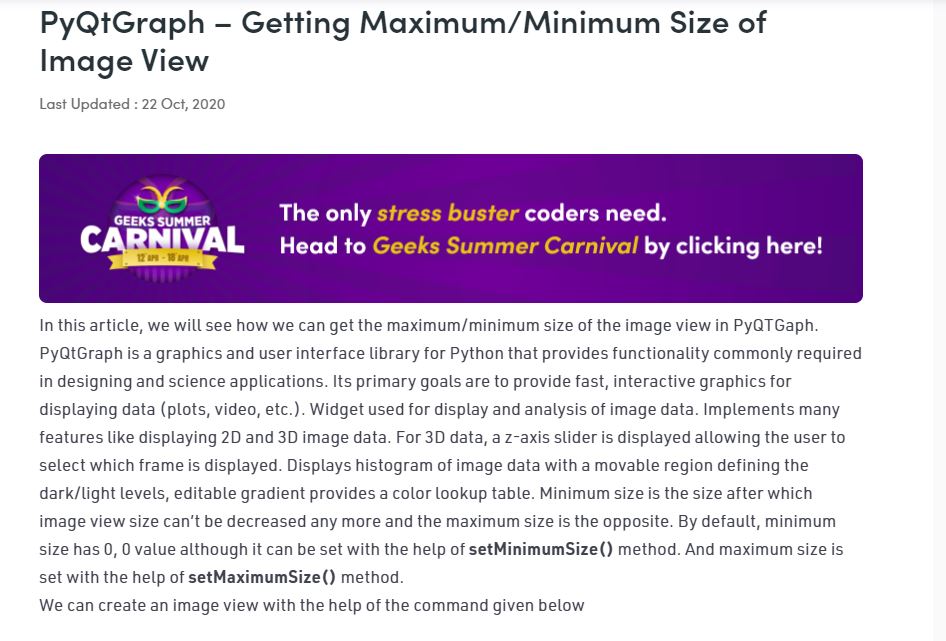 PyQtGraph – Getting Maximum/Minimum Size of
Image View
Last Updated : 22 Oct, 2020
GEEKS SUMMER
CARNIVAL
12 APR - 18 APR
The only stress buster coders need.
Head to Geeks Summer Carnival by clicking here!
In this article, we will see how we can get the maximum/minimum size of the image view in PyQTGaph.
PyQtGraph is a graphics and user interface library for Python that provides functionality commonly required
in designing and science applications. Its primary goals are to provide fast, interactive graphics for
displaying data (plots, video, etc.). Widget used for display and analysis of image data. Implements many
features like displaying 2D and 3D image data. For 3D data, a z-axis slider is displayed allowing the user to
select which frame is displayed. Displays histogram of image data with a movable region defining the
dark/light levels, editable gradient provides a color lookup table. Minimum size is the size after which
image view size can’t be decreased any more and the maximum size is the opposite. By default, minimum
size has 0, 0 value although it can be set with the help of setMinimumSize() method. And maximum size is
set with the help of setMaximumSize() method.
We can create an image view with the help of the command given below